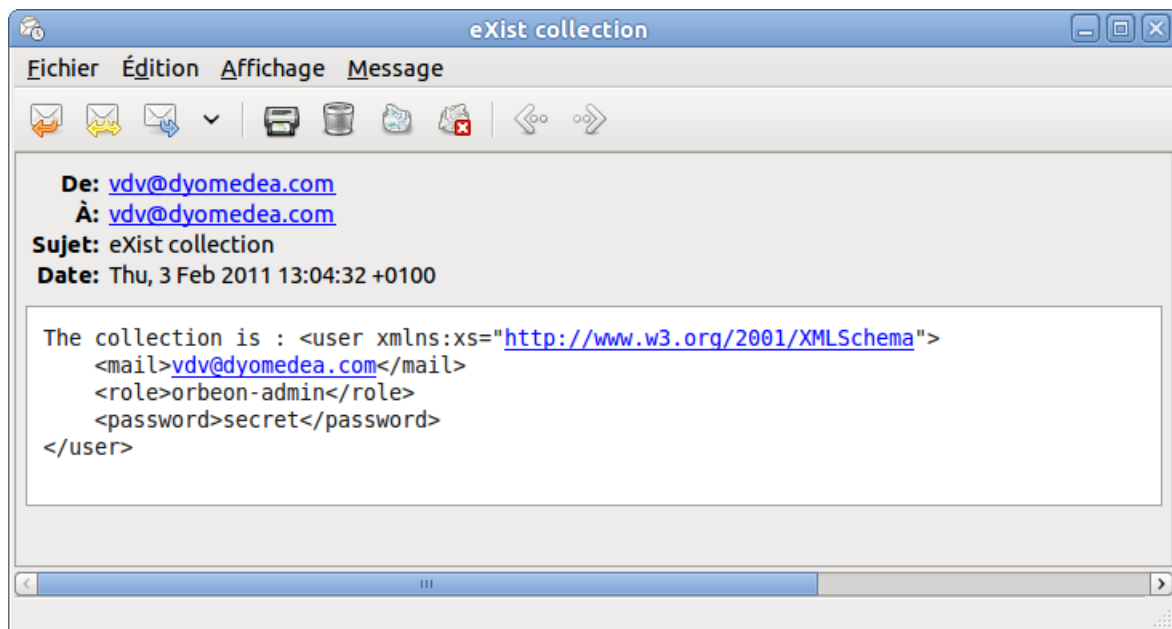 eXist collection
Fichier Édition Affichage Message
De: vdv@dyomedea.com
À: vdv@dyomedea.com
Sujet: eXist collection
Date: Thu, 3 Feb 2011 13:04:32 +0100
The collection is : <user xmlns:xs="http://www.w3.org/2001/XMLSchema">
    <mail>vdv@dyomedea.com</mail>
    <role>orbeon-admin</role>
    <password>secret</password>
</user>